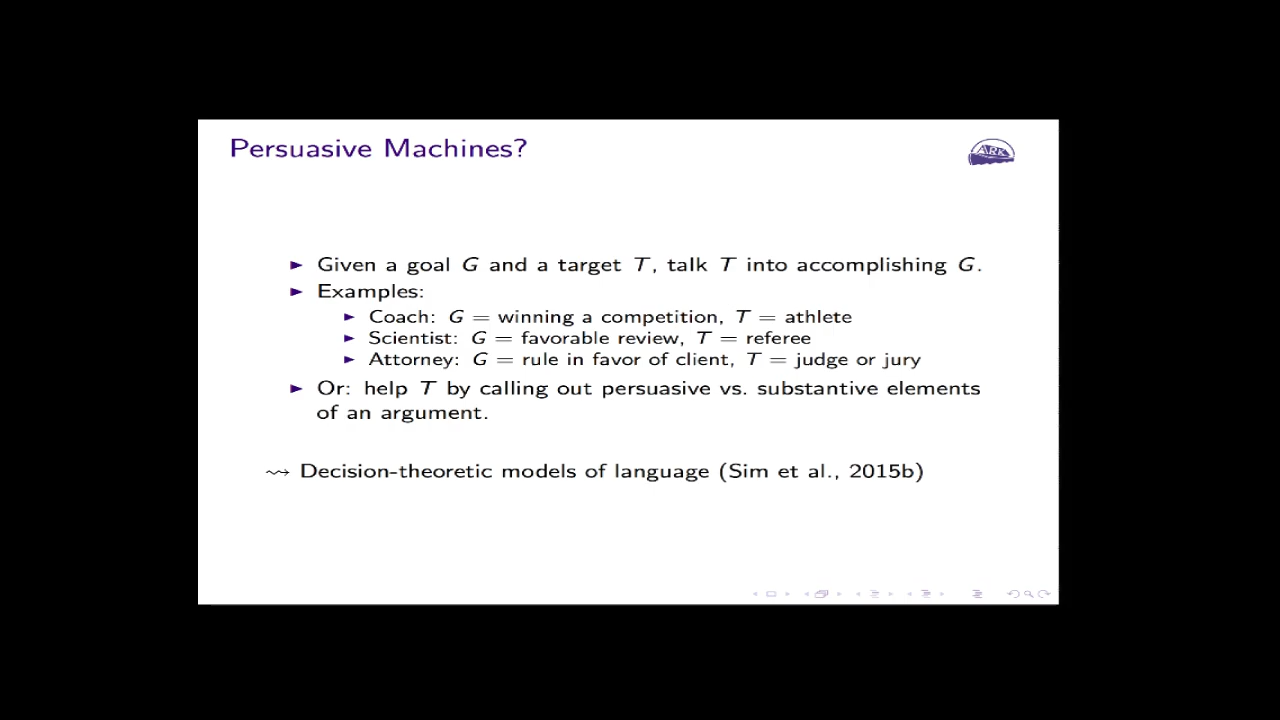 Persuasive Machines?
ARK
► Given a goal G and a target T, talk T into accomplishing G.
► Examples:
► Coach: G = winning a competition, T = athlete
► Scientist: G = favorable review, T = referee
► Attorney: G = rule in favor of client, T = judge or jury
► Or: help T by calling out persuasive vs. substantive elements
of an argument.
⇝ Decision-theoretic models of language (Sim et al., 2015b)